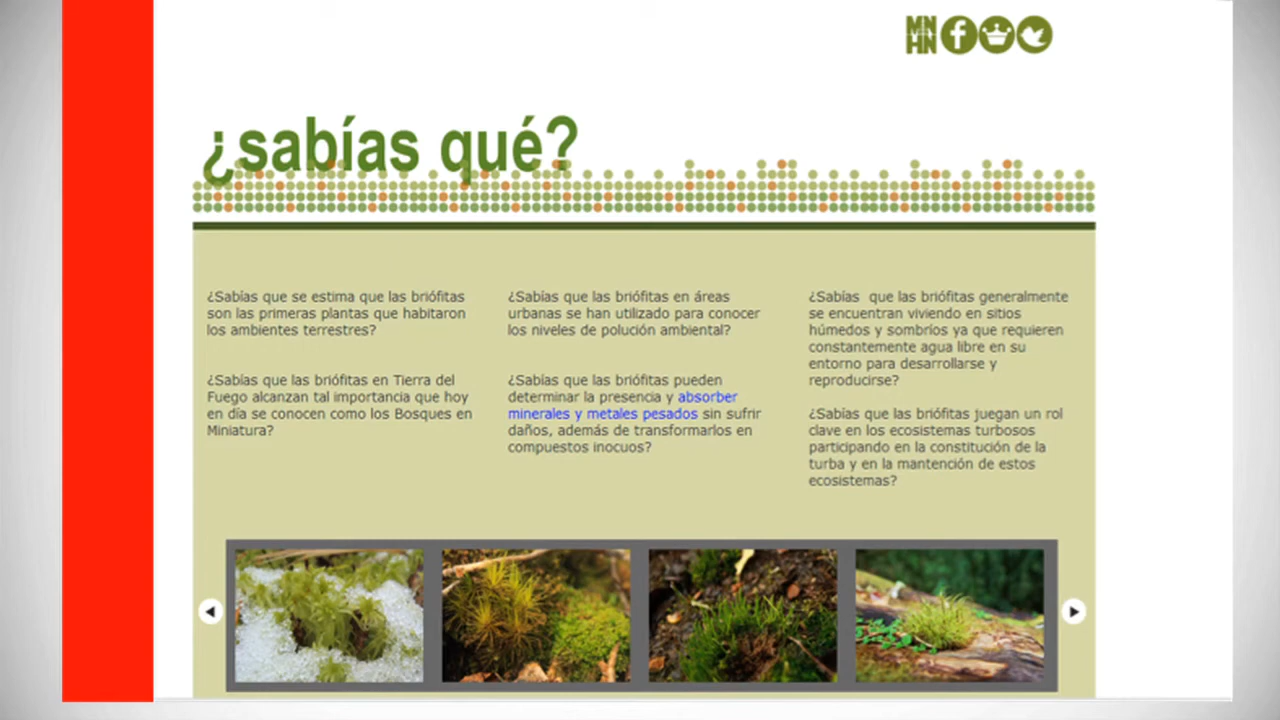 MN
HN
f
¿sabías qué?
¿Sabías que se estima que las briófitas
son las primeras plantas que habitaron
los ambientes terrestres?
¿Sabías que las briófitas en Tierra del
Fuego alcanzan tal importancia que hoy
en día se conocen como los Bosques en
Miniatura?
¿Sabías que las briófitas en áreas
urbanas se han utilizado para conocer
los niveles de polución ambiental?
¿Sabías que las briófitas pueden
determinar la presencia y absorber
minerales y metales pesados sin sufrir
daños, además de transformarlos en
compuestos inocuos?
¿Sabías  que las briófitas generalmente
se encuentran viviendo en sitios
húmedos y sombríos ya que requieren
constantemente agua libre en su
entorno para desarrollarse y
reproducirse?
¿Sabías que las briófitas juegan un rol
clave en los ecosistemas turbosos
participando en la constitución de la
turba y en la mantención de estos
ecosistemas?